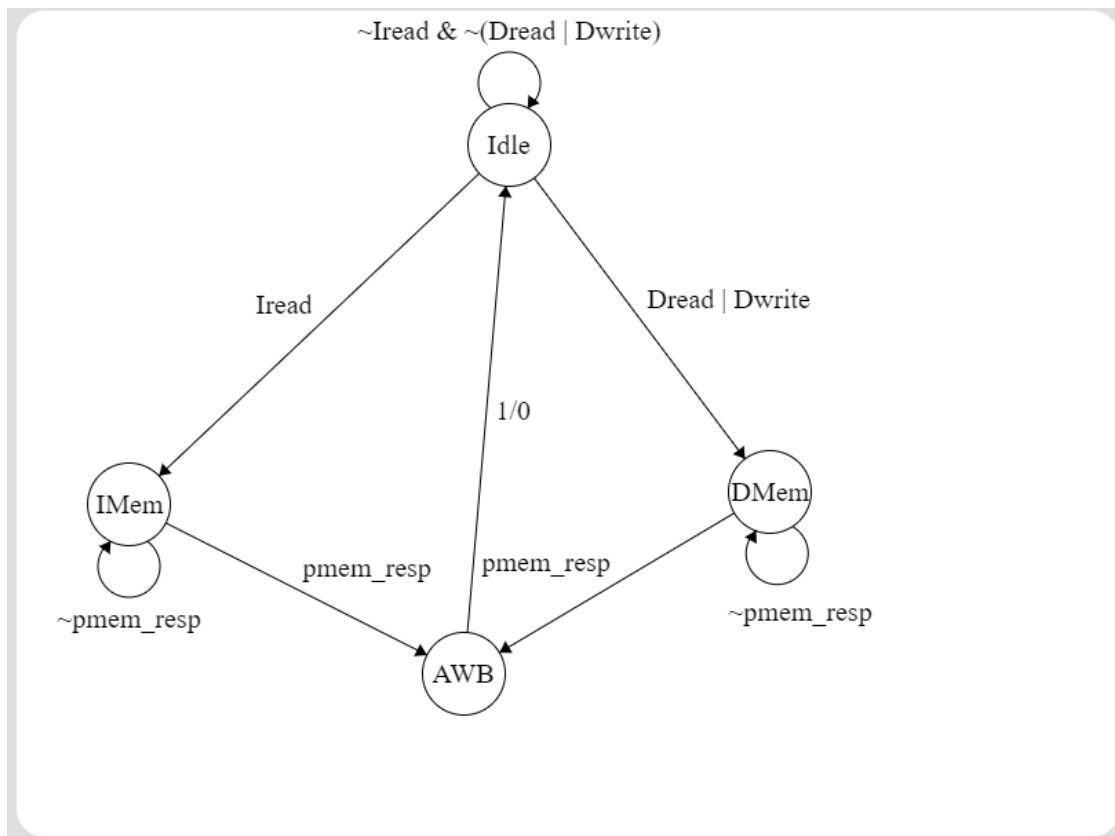 ~Iread & ~(Dread | Dwrite)
Idle
Iread
Dread | Dwrite
1/0
IMem
DMem
pmem_resp
pmem_resp
~pmem_resp
~pmem_resp
AWB